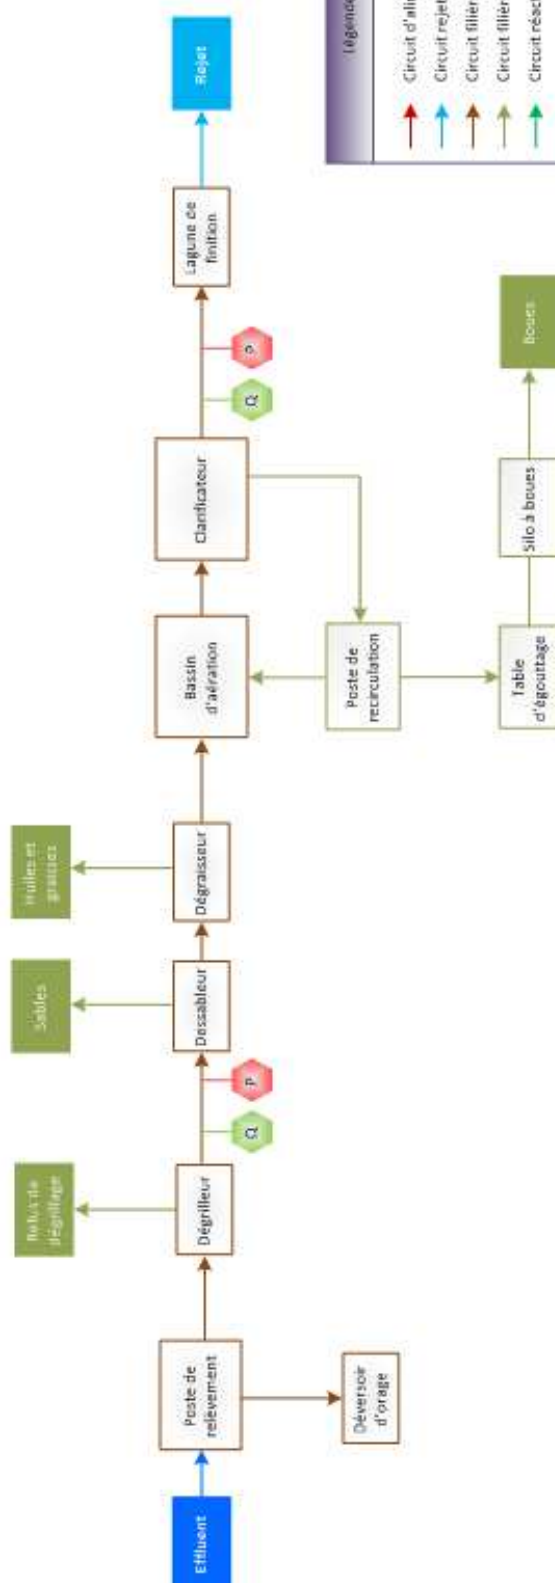 Effluent
Poste de
relèvement
Déversoir
d'orage
Dégrilleur
Refus de
dégrillage
Q
P
Dessableur
Sables
Dégraisseur
Huiles et
graisses
Bassin
d'aération
Clarificateur
Poste de
recirculation
Table
d'égouttage
Silo à boues
Boues
Q
P
Lagune de
finition
Rejet
Légende
Circuit d'alim
Circuit rejet
Circuit filièr
Circuit filièr
Circuit réact